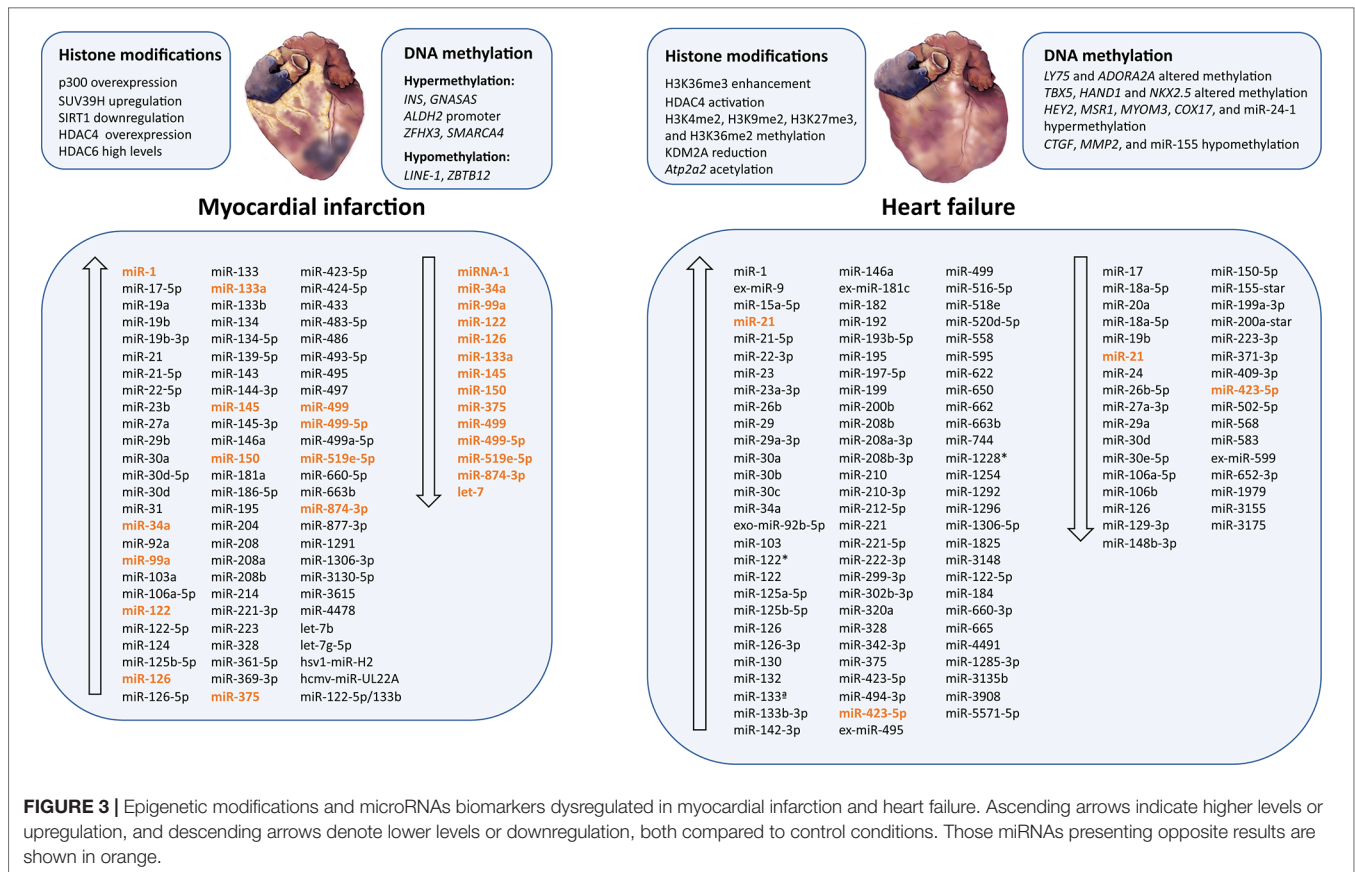 Histone modifications
p300 overexpression
SUV39H upregulation
SIRT1 downregulation
HDAC4 overexpression
HDAC6 high levels
DNA methylation
Hypermethylation:
INS, GNASAS
ALDH2 promoter
ZFHX3, SMARCA4
Hypomethylation:
LINE-1, ZBTB12
Myocardial infarction
miR-1
miR-17-5p
miR-19a
miR-19b
miR-19b-3p
miR-21
miR-21-5p
miR-22-5p
miR-23b
miR-27a
miR-29b
miR-30a
miR-30d-5p
miR-30d
miR-31
miR-34a
miR-92a
miR-99a
miR-103a
miR-106a-5p
miR-122
miR-122-5p
miR-124
miR-125b-5p
miR-126
miR-126-5p
miR-133
miR-133a
miR-133b
miR-134
miR-134-5p
miR-139-5p
miR-143
miR-144-3p
miR-145
miR-145-3p
miR-146a
miR-150
miR-181a
miR-186-5p
miR-195
miR-204
miR-208
miR-208a
miR-208b
miR-214
miR-221-3p
miR-223
miR-328
miR-361-5p
miR-369-3p
miR-375
miR-423-5p
miR-424-5p
miR-433
miR-483-5p
miR-486
miR-493-5p
miR-495
miR-497
miR-499
miR-499-5p
miR-499a-5p
miR-519e-5p
miR-660-5p
miR-663b
miR-874-3p
miR-877-3p
miR-1291
miR-1306-3p
miR-3130-5p
miR-3615
miR-4478
let-7b
let-7g-5p
hsv1-miR-H2
hcmv-miR-UL22A
miR-122-5p/133b
miRNA-1
miR-34a
miR-99a
miR-122
miR-126
miR-133a
miR-145
miR-150
miR-375
miR-499
miR-499-5p
miR-519e-5p
miR-874-3p
let-7
Histone modifications
H3K36me3 enhancement
HDAC4 activation
H3K4me2, H3K9me2, H3K27me3,
and H3K36me2 methylation
KDM2A reduction
Atp2a2 acetylation
DNA methylation
LY75 and ADORA2A altered methylation
TBX5, HAND1 and NKX2.5 altered methylation
HEY2, MSR1, MYOM3, COX17, and miR-24-1
hypermethylation
CTGF, MMP2, and miR-155 hypomethylation
Heart failure
miR-1
ex-miR-9
miR-15a-5p
miR-21
miR-21-5p
miR-22-3p
miR-23
miR-23a-3p
miR-26b
miR-29
miR-29a-3p
miR-30a
miR-30b
miR-30c
miR-34a
exo-miR-92b-5p
miR-103
miR-122*
miR-122
miR-125a-5p
miR-125b-5p
miR-126
miR-126-3p
miR-130
miR-132
miR-133ª
miR-133b-3p
miR-142-3p
miR-146a
ex-miR-181c
miR-182
miR-192
miR-193b-5p
miR-195
miR-197-5p
miR-199
miR-200b
miR-208b
miR-208a-3p
miR-208b-3p
miR-210
miR-210-3p
miR-212-5p
miR-221
miR-221-5p
miR-222-3p
miR-299-3p
miR-302b-3p
miR-320a
miR-328
miR-342-3p
miR-375
miR-423-5p
miR-494-3p
miR-423-5p
ex-miR-495
miR-499
miR-516-5p
miR-518e
miR-520d-5p
miR-558
miR-595
miR-622
miR-650
miR-662
miR-663b
miR-744
miR-1228*
miR-1254
miR-1292
miR-1296
miR-1306-5p
miR-1825
miR-3148
miR-122-5p
miR-184
miR-660-3p
miR-665
miR-4491
miR-1285-3p
miR-3135b
miR-3908
miR-5571-5p
miR-17
miR-18a-5p
miR-20a
miR-18a-5p
miR-19b
miR-21
miR-24
miR-26b-5p
miR-27a-3p
miR-29a
miR-30d
miR-30e-5p
miR-106a-5p
miR-106b
miR-126
miR-129-3p
miR-148b-3p
miR-150-5p
miR-155-star
miR-199a-3p
miR-200a-star
miR-223-3p
miR-371-3p
miR-409-3p
miR-423-5p
miR-502-5p
miR-568
miR-583
ex-miR-599
miR-652-3p
miR-1979
miR-3155
miR-3175
FIGURE 3 | Epigenetic modifications and microRNAs biomarkers dysregulated in myocardial infarction and heart failure. Ascending arrows indicate higher levels or
upregulation, and descending arrows denote lower levels or downregulation, both compared to control conditions. Those miRNAs presenting opposite results are
shown in orange.